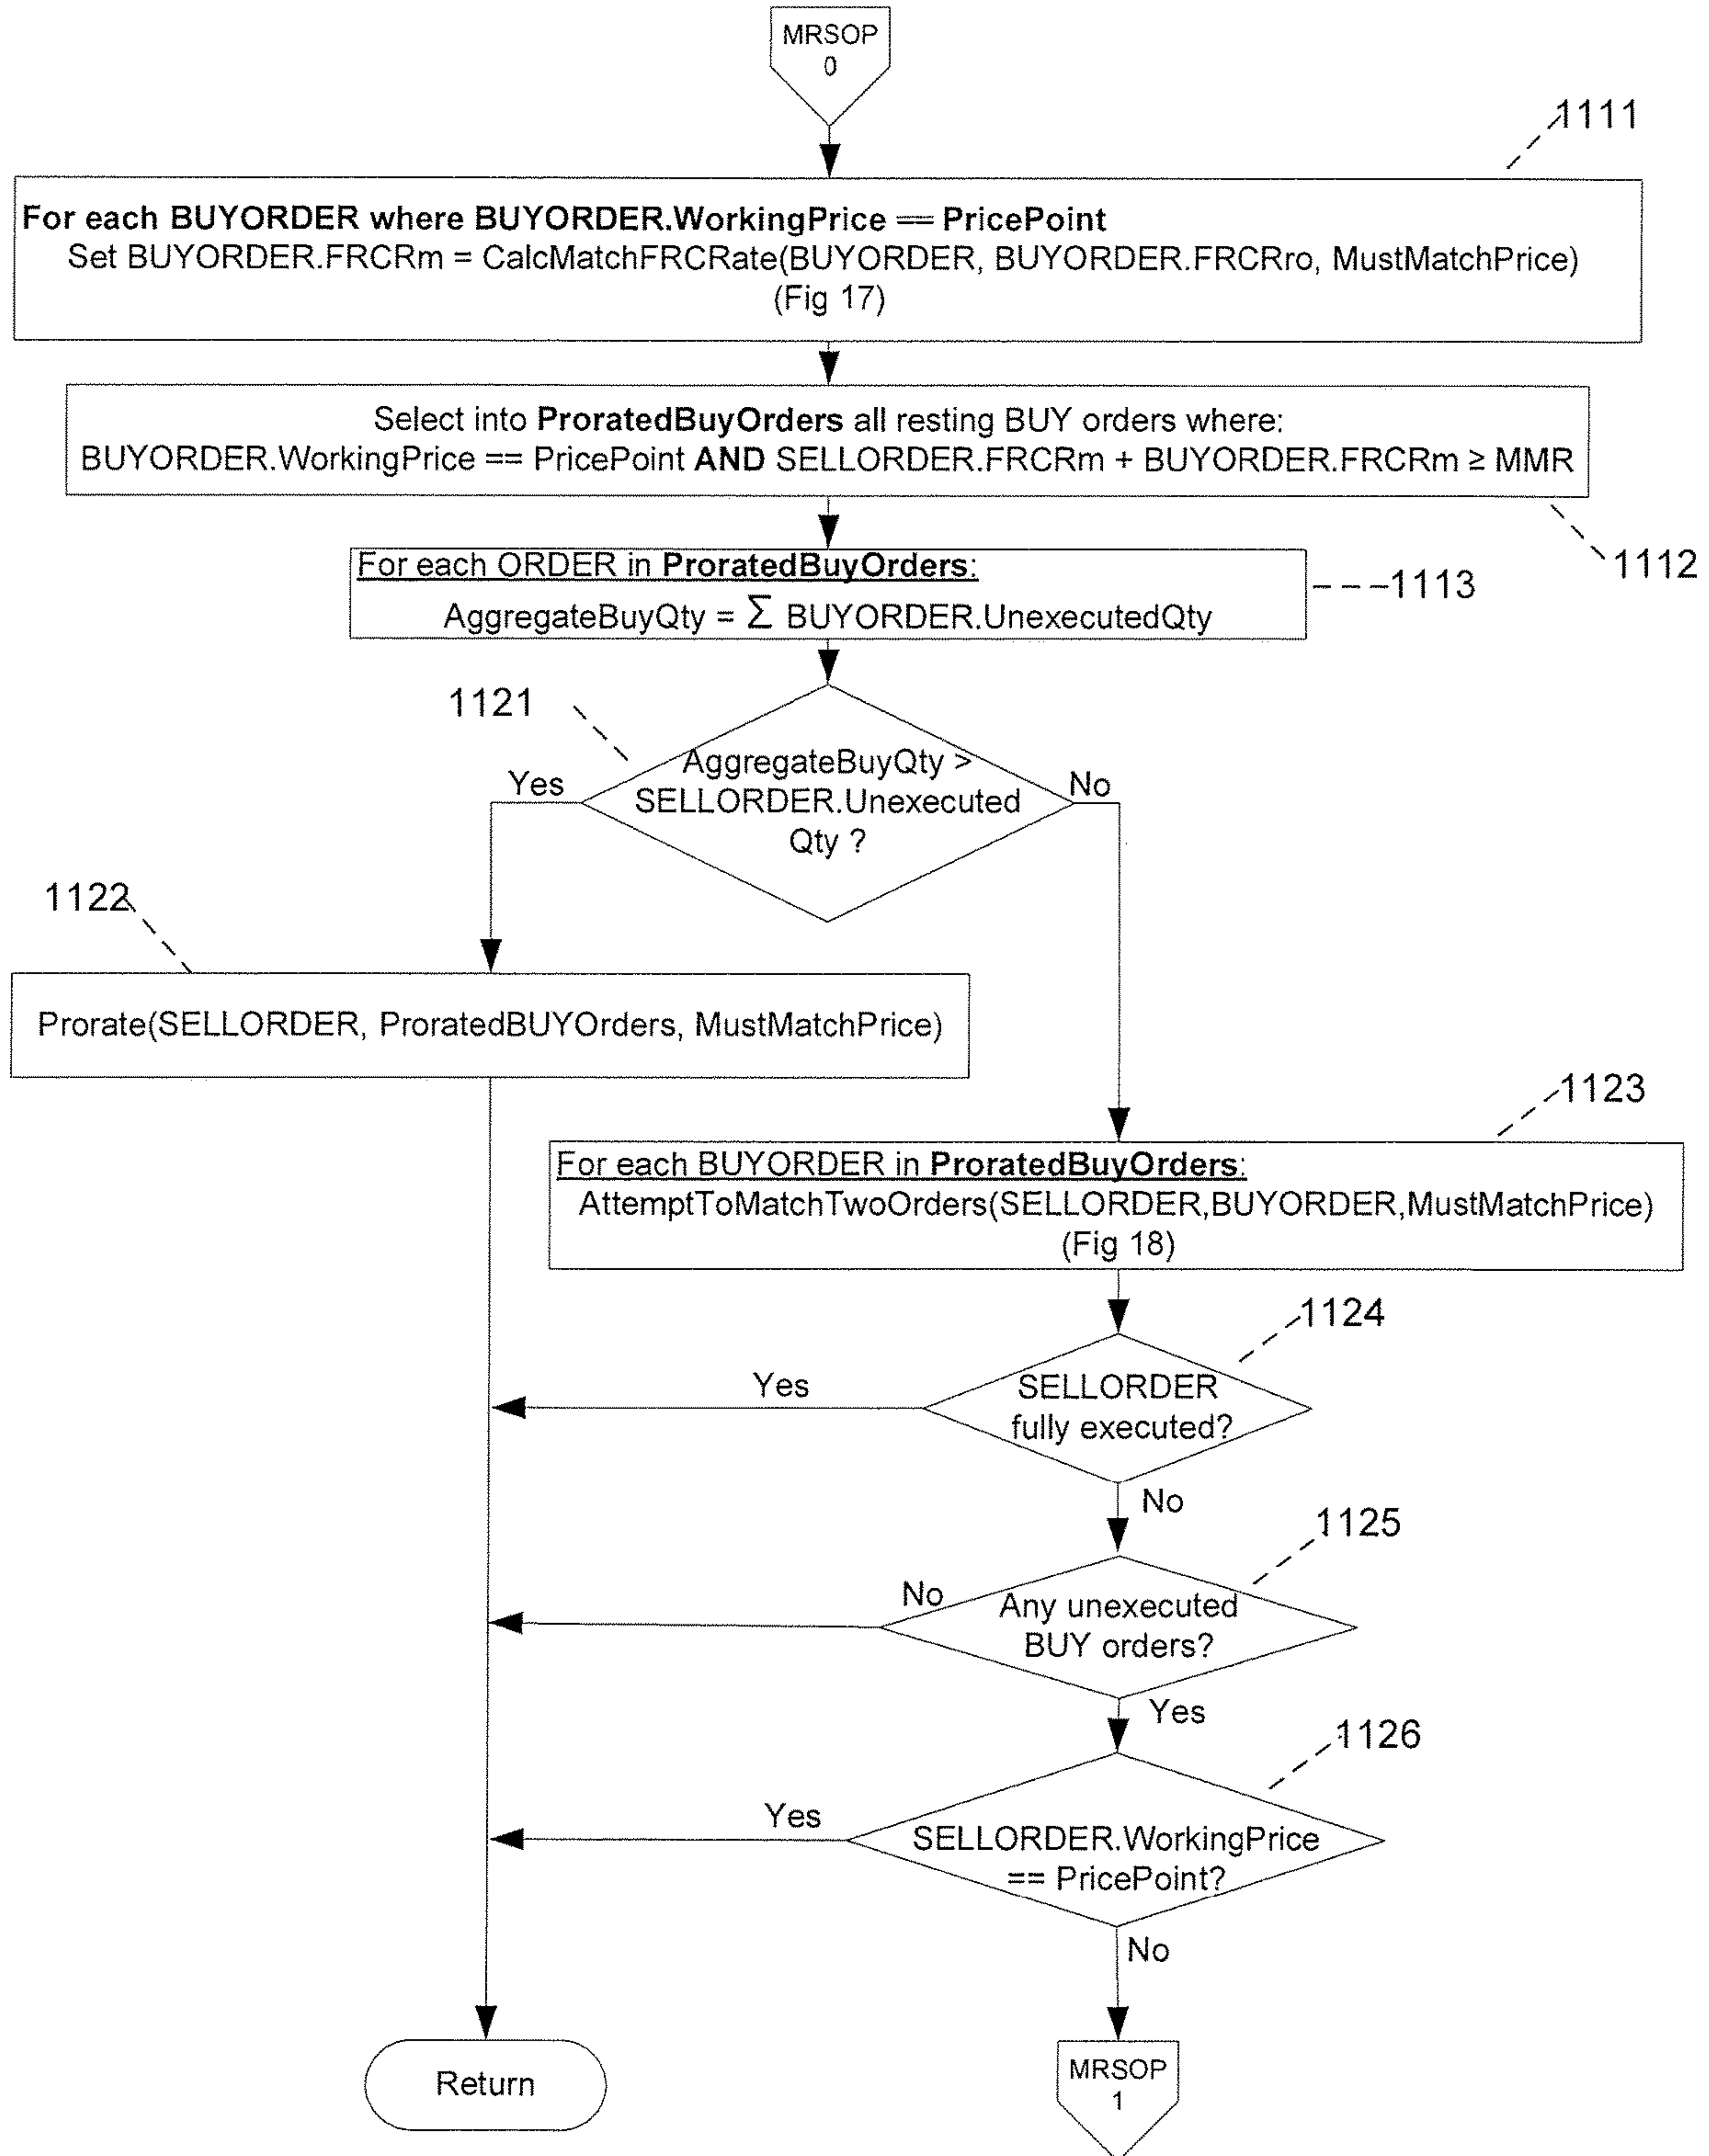 MRSOP
0
1111
For each BUYORDER where BUYORDER.WorkingPrice == PricePoint
Set BUYORDER.FRCRm = CalcMatchFRCRate(BUYORDER, BUYORDER.FRCRro, MustMatchPrice)
(Fig 17)
Select into ProratedBuyOrders all resting BUY orders where:
BUYORDER.WorkingPrice == PricePoint AND SELLORDER.FRCRm + BUYORDER.FRCRm ≥ MMR
1112
For each ORDER in ProratedBuyOrders:
AggregateBuyQty = Σ BUYORDER.UnexecutedQty
1113
1121
AggregateBuyQty >
SELLORDER.Unexecuted
Qty ?
Yes
No
1122
Prorate(SELLORDER, ProratedBUYOrders, MustMatchPrice)
1123
For each BUYORDER in ProratedBuyOrders:
AttemptToMatchTwoOrders(SELLORDER,BUYORDER,MustMatchPrice)
(Fig 18)
1124
SELLORDER
fully executed?
Yes
No
1125
Any unexecuted
BUY orders?
No
Yes
1126
SELLORDER.WorkingPrice
== PricePoint?
Yes
No
Return
MRSOP
1